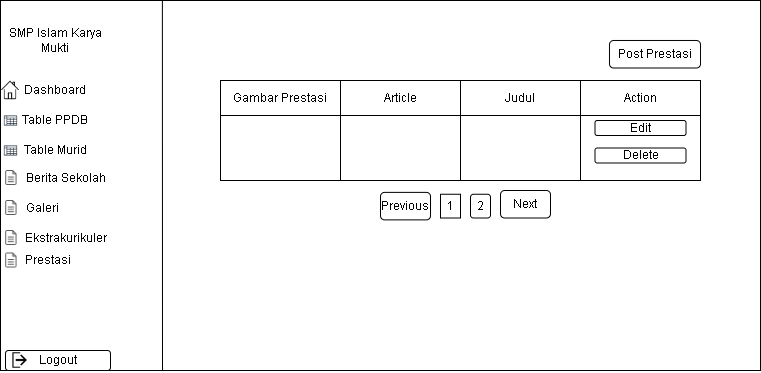 SMP Islam Karya
Mukti
Dashboard
Table PPDB
Table Murid
Berita Sekolah
Galeri
Ekstrakurikuler
Prestasi
Logout
Post Prestasi
Gambar Prestasi Article Judul Action
Edit
Delete
Previous 1 2 Next